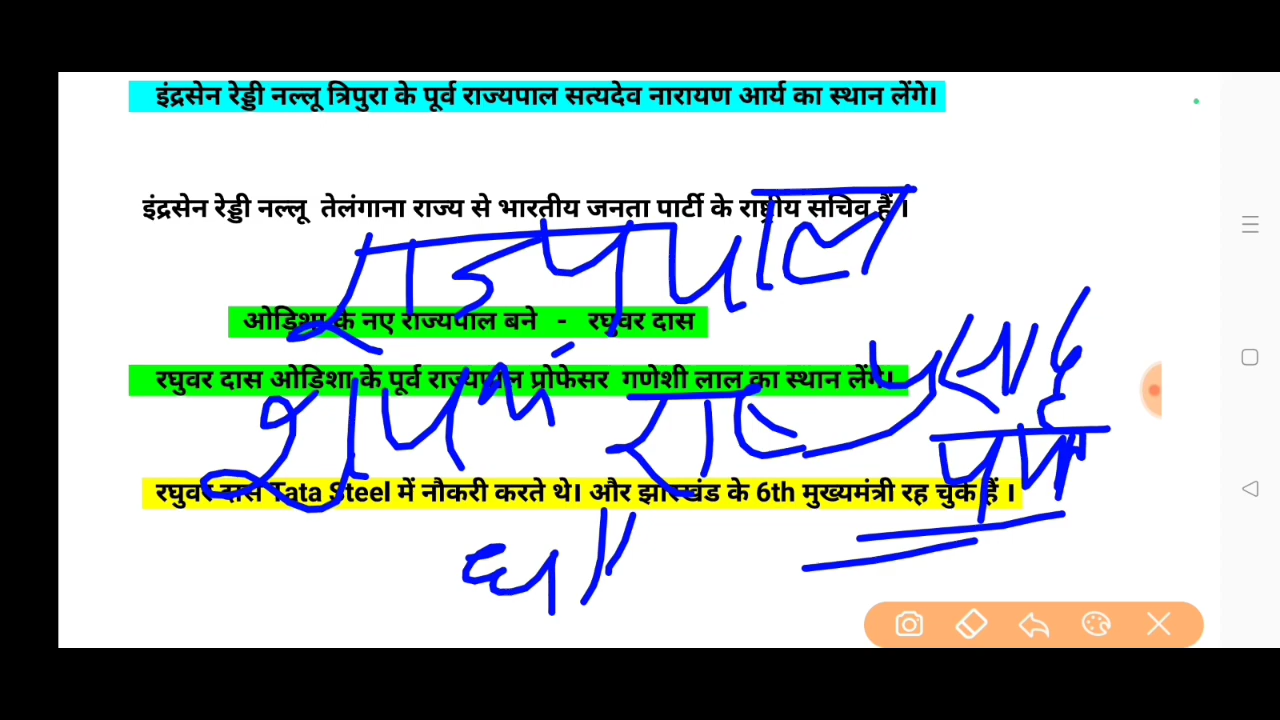 इंद्रसेन रेड्डी नल्लू त्रिपुरा के पूर्व राज्यपाल सत्यदेव नारायण आर्य का स्थान लेंगे।
इंद्रसेन रेड्डी नल्लू तेलंगाना राज्य से भारतीय जनता पार्टी के राष्ट्रीय सचिव हैं ।
राज्यपाल
ओडिशा के नए राज्यपाल बने - रघुवर दास
रघुवर दास ओडिशा के पूर्व राज्यपाल प्रोफेसर गणेशी लाल का स्थान लेंगे।
रघुवर दास Tata Steel में नौकरी करते थे। और झारखंड के 6th मुख्यमंत्री रह चुके हैं ।